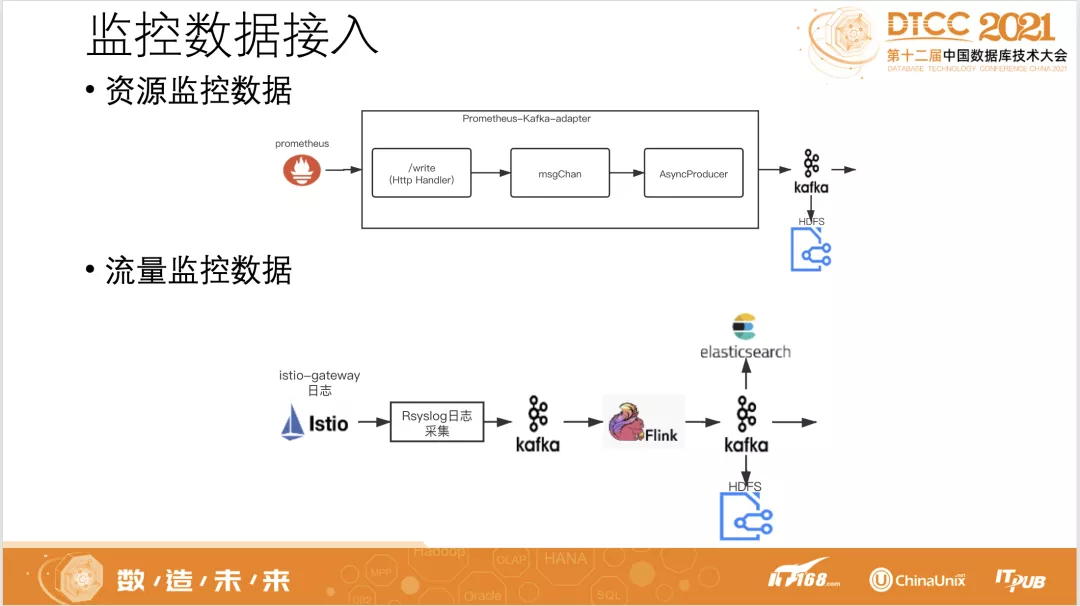 监控数据接入
DTCC 2021
第十二届中国数据库技术大会
DATABASE TECHNOLOGY CONFERENCE CHINA 2021
• 资源监控数据
Prometheus-Kafka-adapter
prometheus
/write
(Http Handler)
msgChan
AsyncProducer
kafka
HDFS
• 流量监控数据
elasticsearch
istio-gateway
日志
Istio
Rsyslog日志
采集
kafka
Flink
kafka
HDFS
数/造/未/来
Hadoop
MPP
OLAP
HANA
DB2
Oracle
SQL
IT168.com
ChinaUnix.net
ITPUB